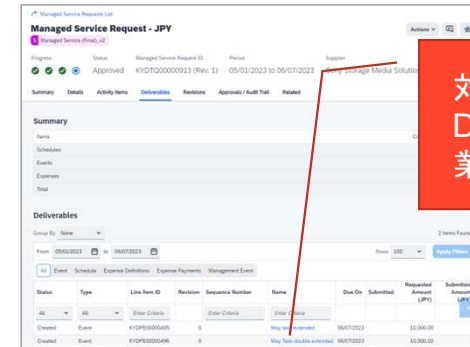 Managed Service Requests List
Managed Service Request - JPY
Actions
Managed Service (Final)_v2
Progress
Status
Managed Service Request ID
Period
Supplier
Approved
KYDTQ00000913 (Rev. 1)
05/01/2023 to 06/07/2023
Sony Storage Media Solution
Summary Details Activity Items Deliverables Revisions Approvals / Audit Trail Related
Summary
Items
Schedules
Events
Expenses
Total
Deliverables
Group By None
2 Items Found
From 05/01/2023 to 06/07/2023 Rows 100 Apply Filters
All Event Schedule Expense Definitions Expense Payments Management Event
Status Type Line Item ID Revision Sequence Number Name Due On Submitted Requested Amount (JPY) Submitted Amount (JPY)
All All Enter Criteria Enter Criteria Enter Criteria
Created Event KYDPE00000495 0 May task extended 06/07/2023 10,000.00
Created Event KYDPE00000496 0 May Task double extended 06/07/2023 10,000.00
対
D
業